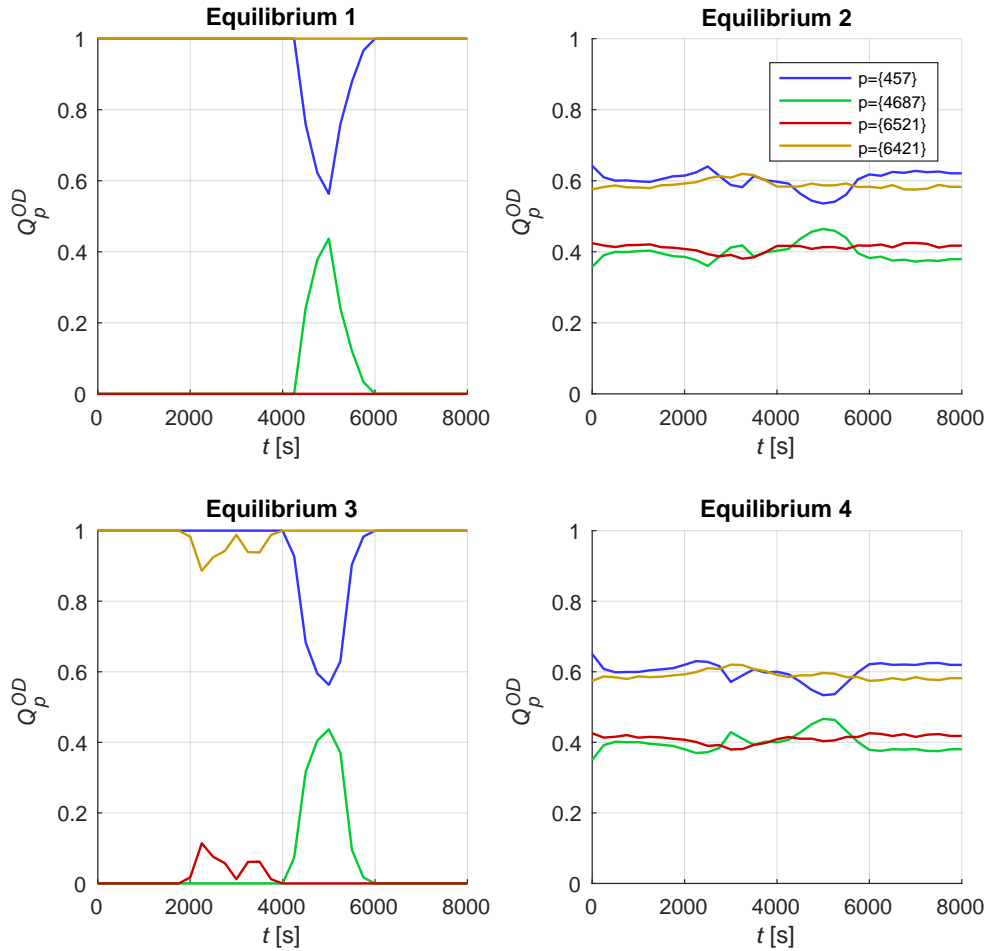 Equilibrium 1
1
0.8
0.6
0.4
0.2
0
Q_p^{OD}
0 2000 4000 6000 8000
t [s]
Equilibrium 2
1
0.8
0.6
0.4
0.2
0
Q_p^{OD}
p={457}
p={4687}
p={6521}
p={6421}
0 2000 4000 6000 8000
t [s]
Equilibrium 3
1
0.8
0.6
0.4
0.2
0
Q_p^{OD}
0 2000 4000 6000 8000
t [s]
Equilibrium 4
1
0.8
0.6
0.4
0.2
0
Q_p^{OD}
0 2000 4000 6000 8000
t [s]